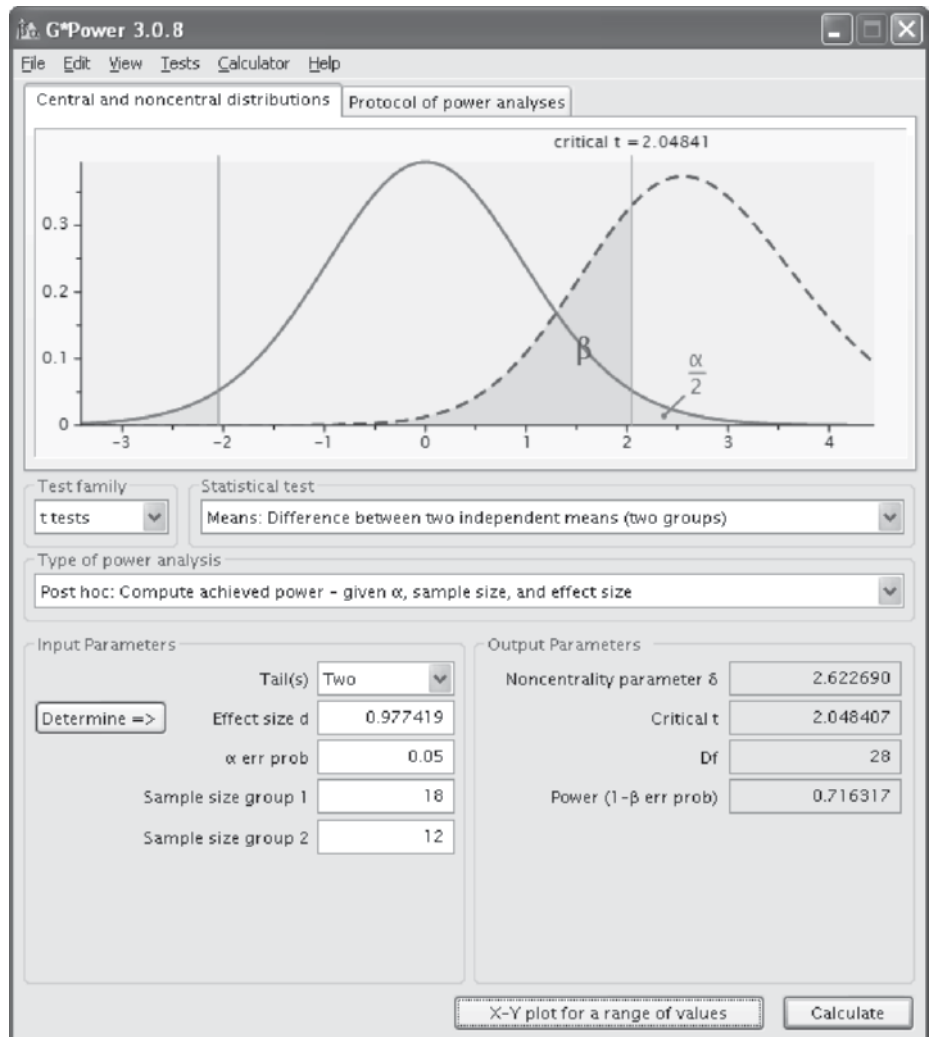 G*Power 3.0.8
File Edit View Tests Calculator Help
Central and noncentral distributions Protocol of power analyses
critical t = 2.04841
0.3
0.2
0.1
0
β
α
2
-3 -2 -1 0 1 2 3 4
Test family Statistical test
t tests Means: Difference between two independent means (two groups)
Type of power analysis
Post hoc: Compute achieved power - given α, sample size, and effect size
Input Parameters Output Parameters
Tail(s) Two Noncentrality parameter δ 2.622690
Determine => Effect size d 0.977419 Critical t 2.048407
α err prob 0.05 Df 28
Sample size group 1 18 Power (1-β err prob) 0.716317
Sample size group 2 12
X-Y plot for a range of values Calculate